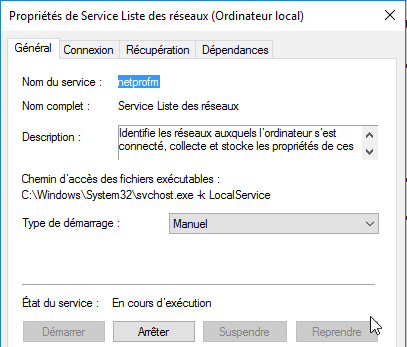 Propriétés de Service Liste des réseaux (Ordinateur local)
Général Connexion Récupération Dépendances
Nom du service : netprofm
Nom complet : Service Liste des réseaux
Description : Identifie les réseaux auxquels l'ordinateur s'est
connecté, collecte et stocke les propriétés de ces
Chemin d'accès des fichiers exécutables :
C:\Windows\System32\svchost.exe -k LocalService
Type de démarrage : Manuel
État du service : En cours d'exécution
Démarrer Arrêter Suspendre Reprendre